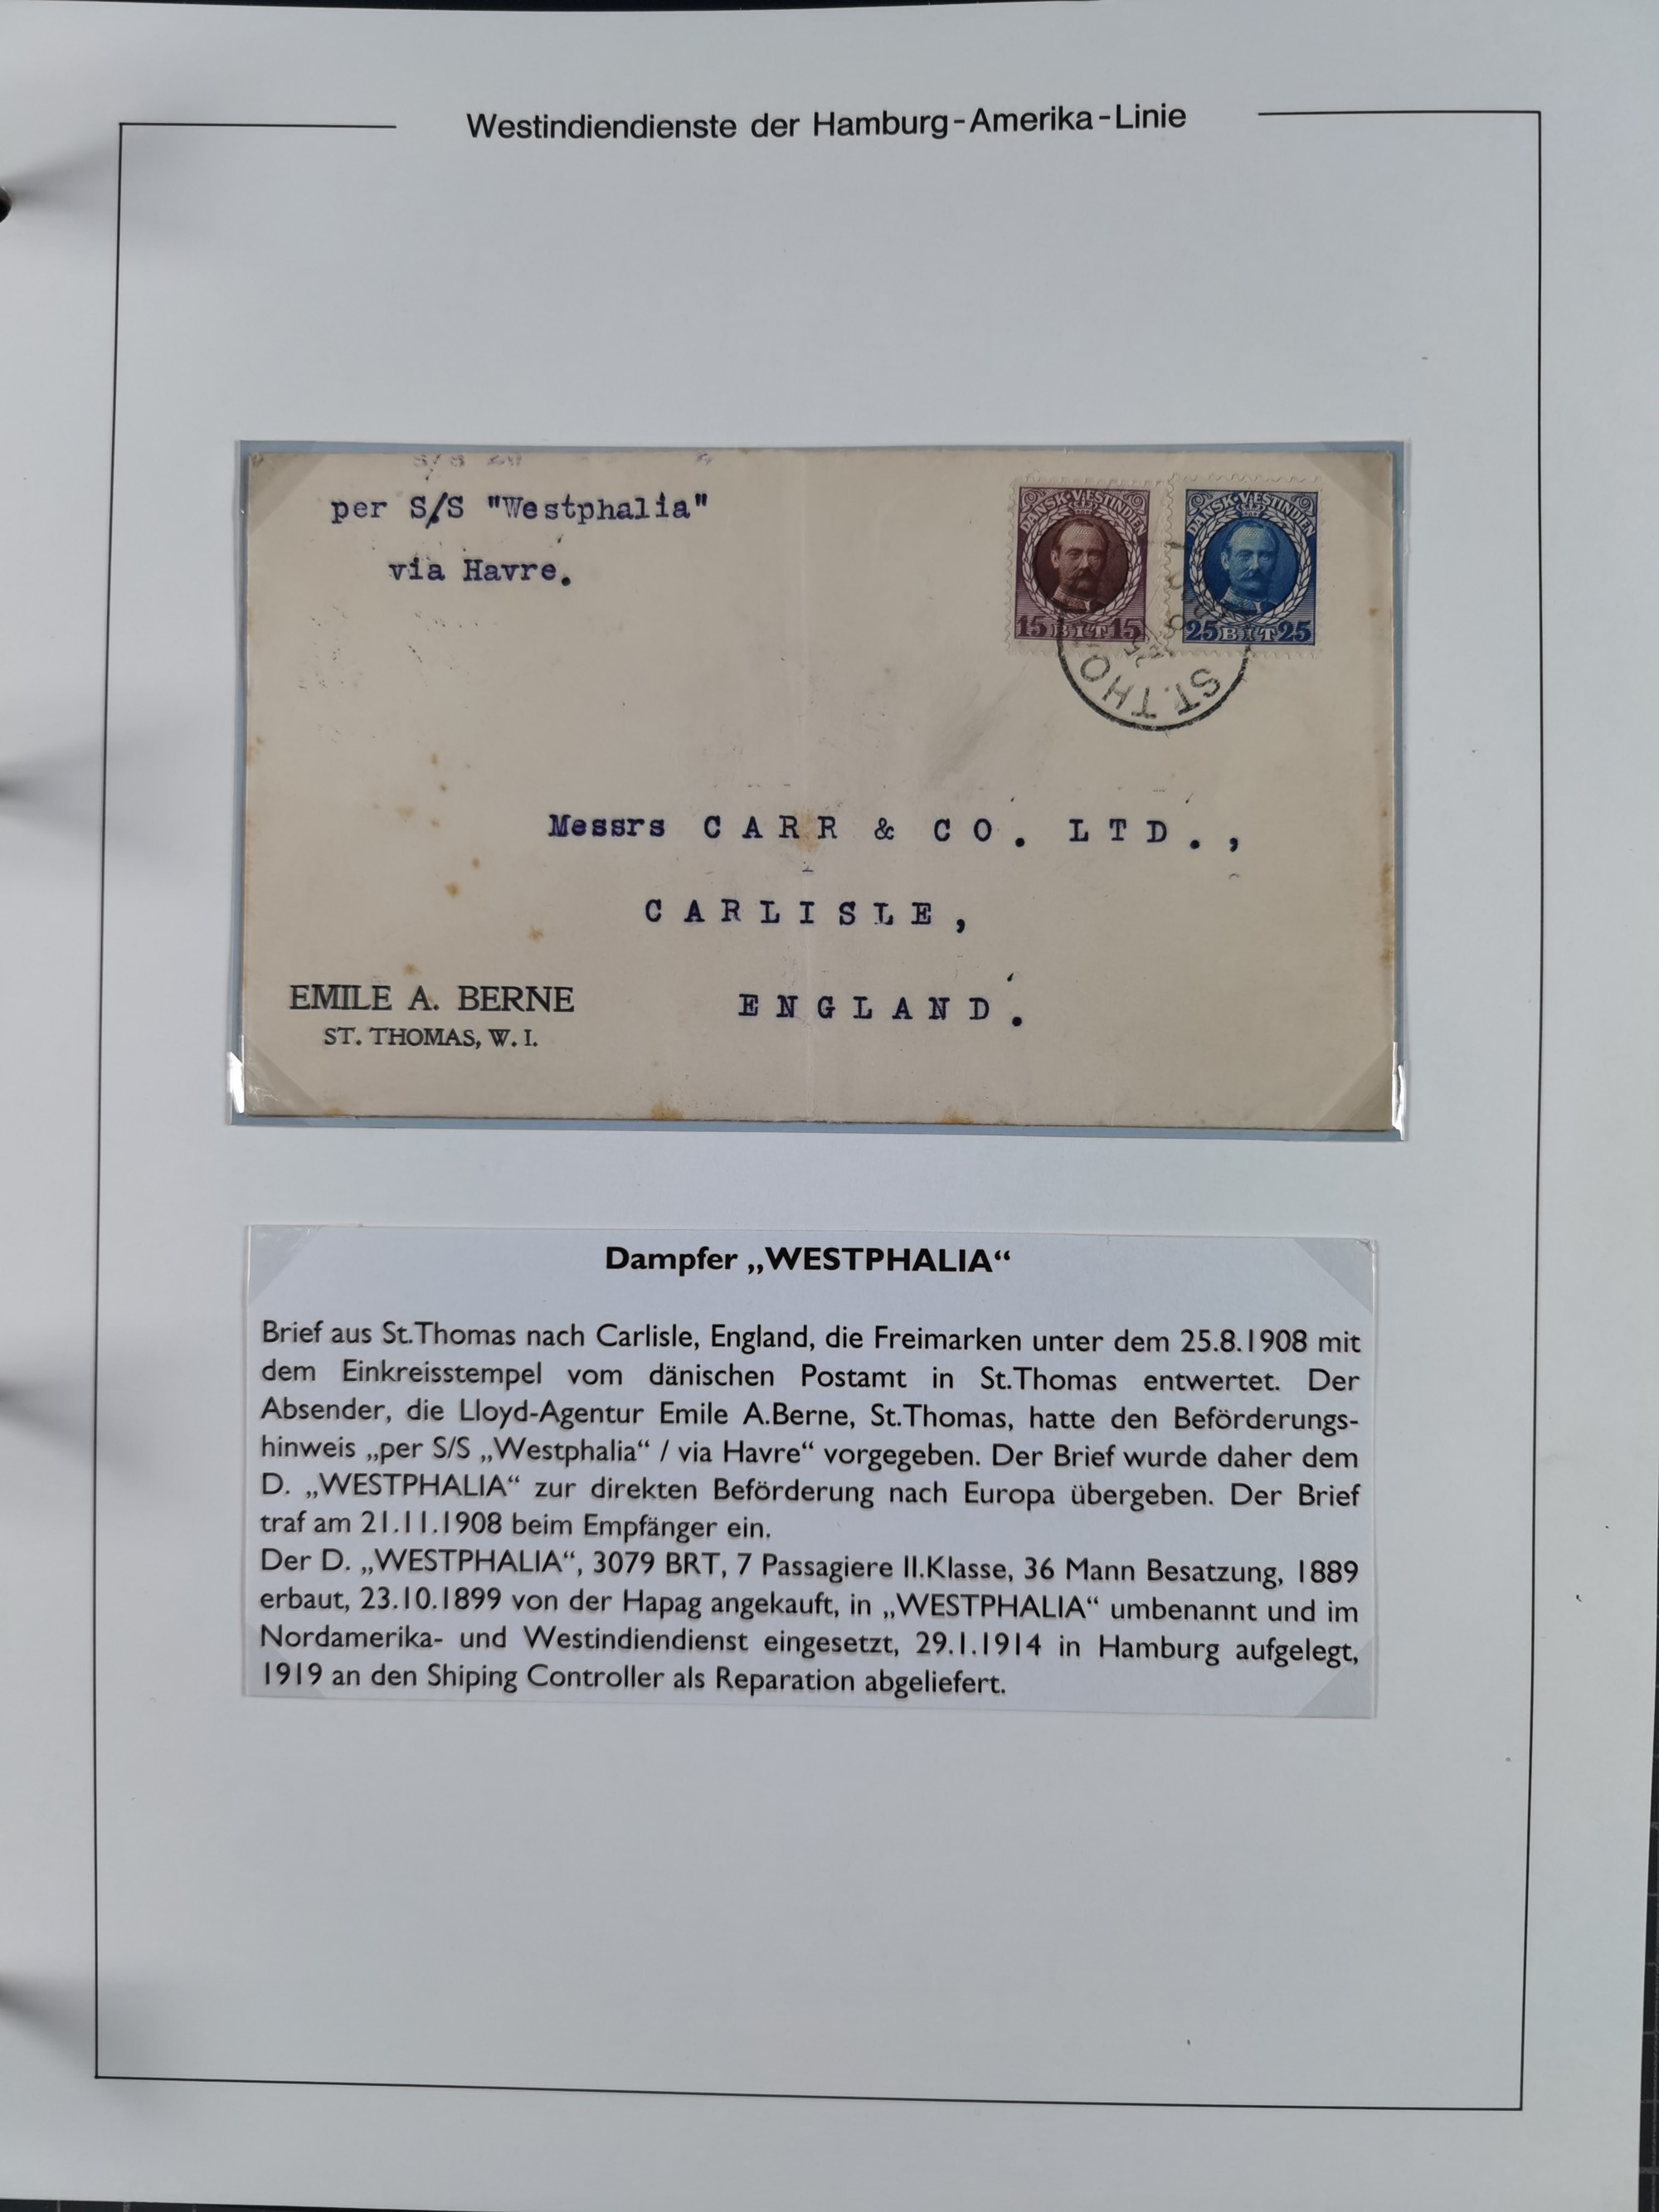 Westindiendienste der Hamburg-Amerika-Linie
per S/S "Westphalia"
via Havre.
DANSK·VESTINDIEN
15 BIT 15
DANSK·VESTINDIEN
25 BIT 25
ST. THO
Messrs CARR & CO. LTD.,
CARLISLE,
ENGLAND.
EMILE A. BERNE
ST. THOMAS, W. I.
Dampfer „WESTPHALIA“
Brief aus St.Thomas nach Carlisle, England, die Freimarken unter dem 25.8.1908 mit
dem Einkreisstempel vom dänischen Postamt in St.Thomas entwertet. Der
Absender, die Lloyd-Agentur Emile A.Berne, St.Thomas, hatte den Beförderungs-
hinweis „per S/S „Westphalia“ / via Havre“ vorgegeben. Der Brief wurde daher dem
D. „WESTPHALIA“ zur direkten Beförderung nach Europa übergeben. Der Brief
traf am 21.11.1908 beim Empfänger ein.
Der D. „WESTPHALIA“, 3079 BRT, 7 Passagiere II.Klasse, 36 Mann Besatzung, 1889
erbaut, 23.10.1899 von der Hapag angekauft, in „WESTPHALIA“ umbenannt und im
Nordamerika- und Westindiendienst eingesetzt, 29.1.1914 in Hamburg aufgelegt,
1919 an den Shiping Controller als Reparation abgeliefert.